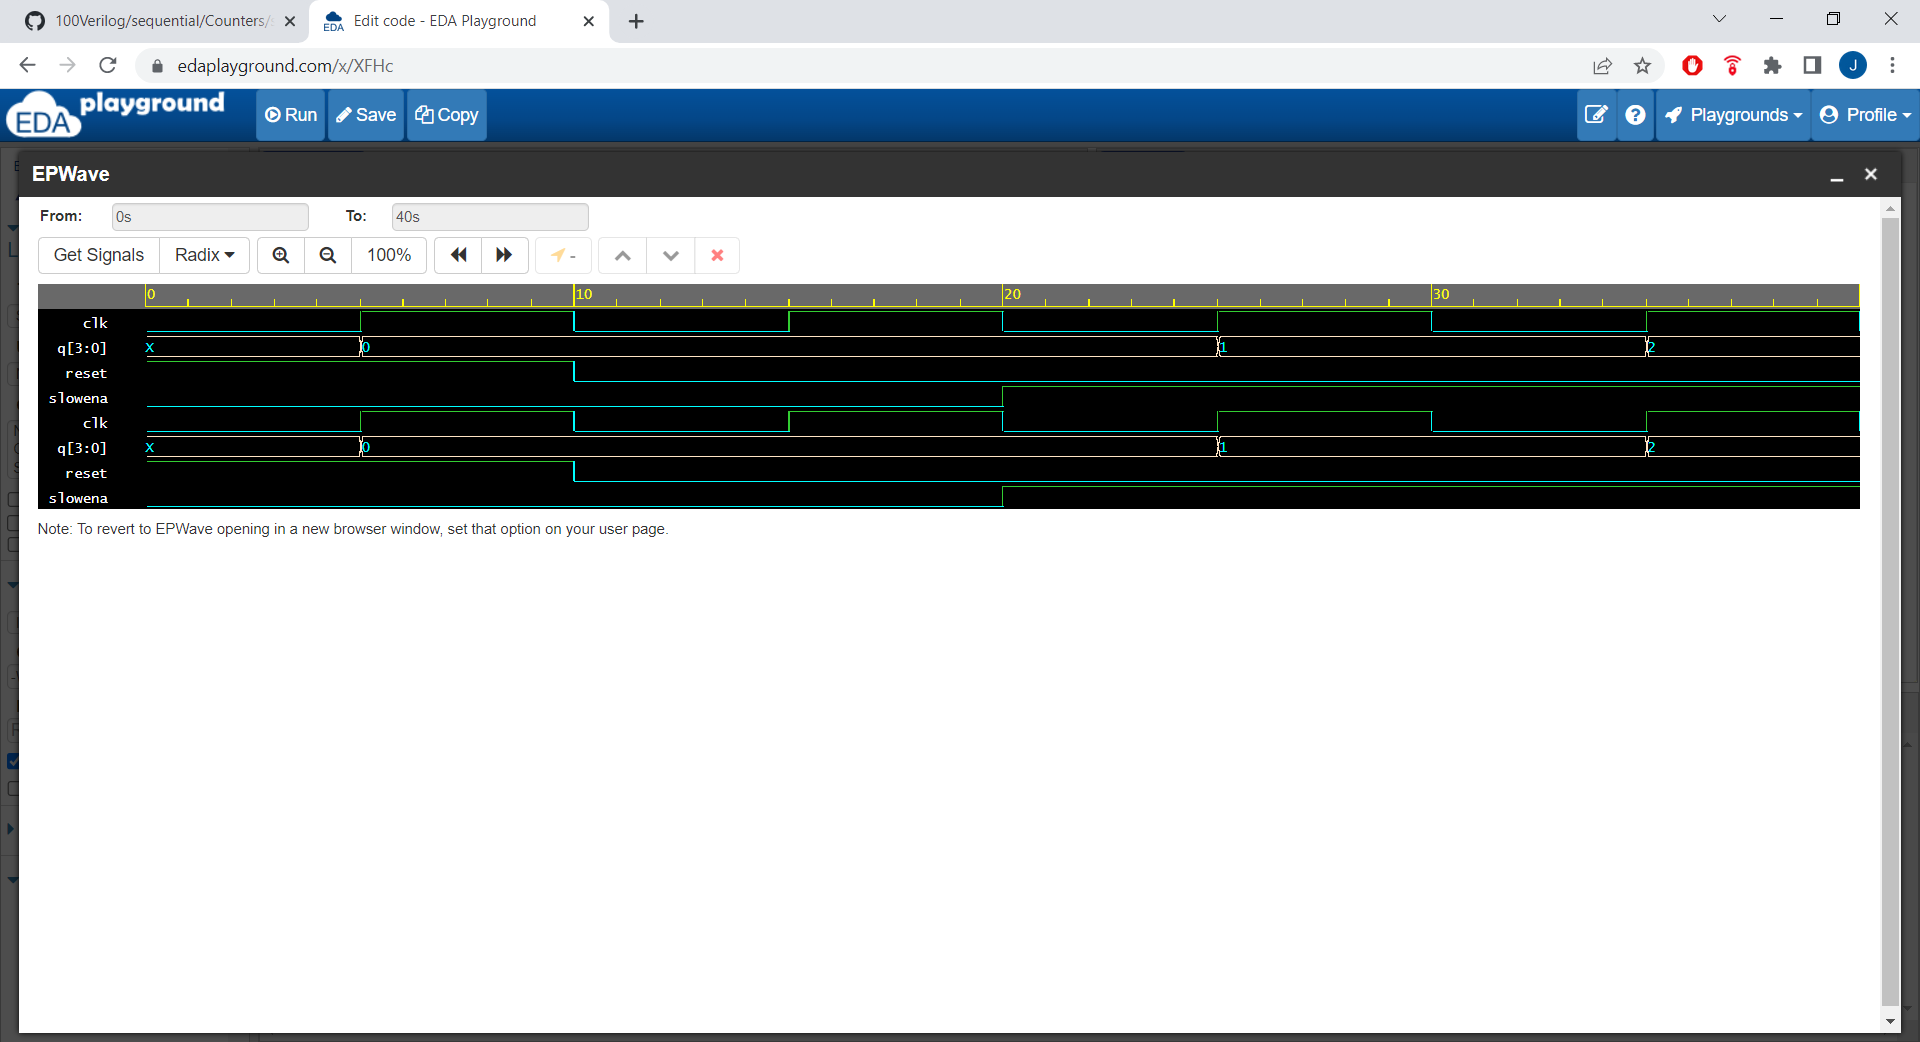 100Verilog/sequential/Counters/
Edit code - EDA Playground
edaplayground.com/x/XFHc
J
EDA playground
Run
Save
Copy
Playgrounds
Profile
EPWave
From:
0s
To:
40s
Get Signals
Radix
100%
-
0
10
20
30
clk
q[3:0]
X
0
1
2
reset
slowena
clk
q[3:0]
X
0
1
2
reset
slowena
Note: To revert to EPWave opening in a new browser window, set that option on your user page.